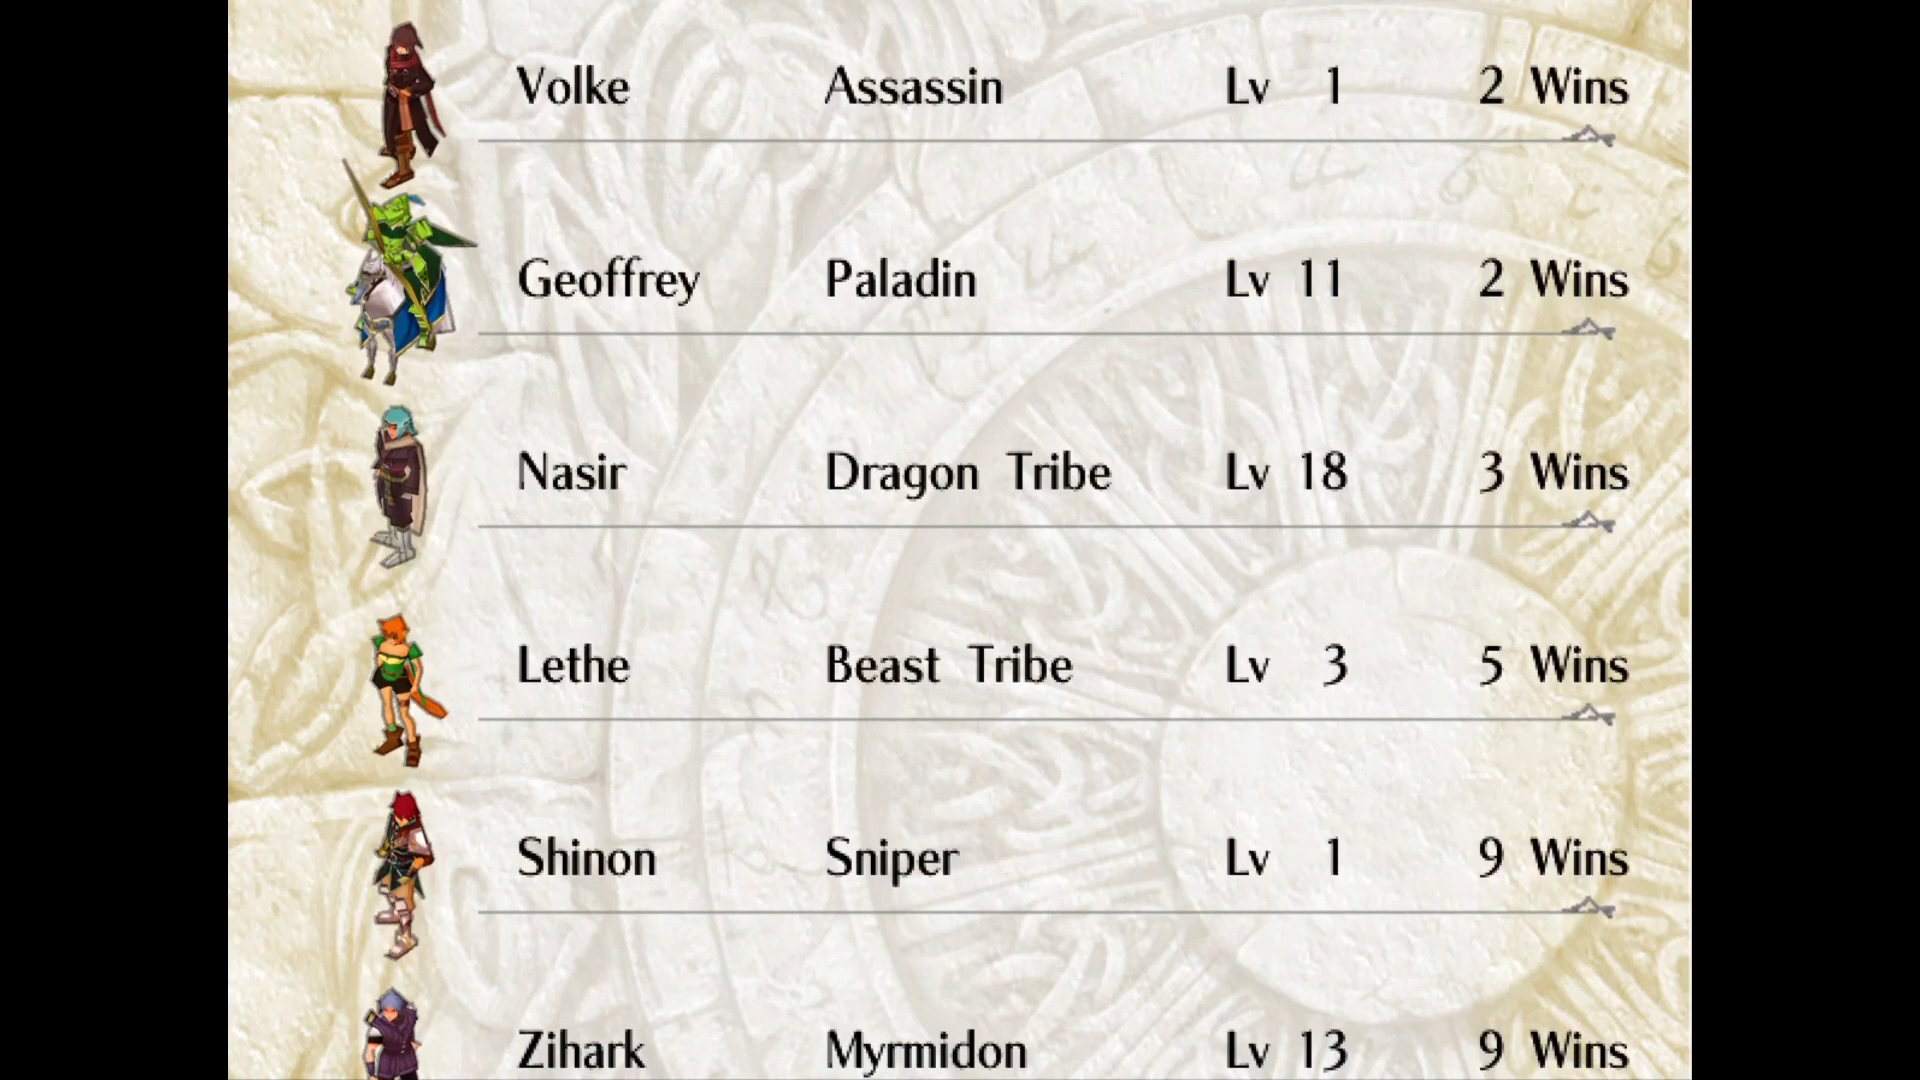 Volke Assassin Lv 1 2 Wins
Geoffrey Paladin Lv 11 2 Wins
Nasir Dragon Tribe Lv 18 3 Wins
Lethe Beast Tribe Lv 3 5 Wins
Shinon Sniper Lv 1 9 Wins
Zihark Myrmidon Lv 13 9 Wins